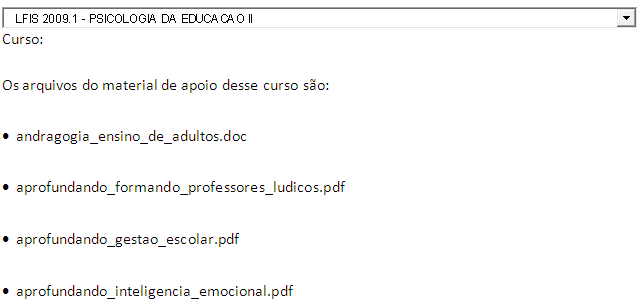 LFIS 2009.1 - PSICOLOGIA DA EDUCACAO II
Curso:
Os arquivos do material de apoio desse curso são:
• andragogia_ensino_de_adultos.doc
• aprofundando_formando_professores_ludicos.pdf
• aprofundando_gestao_escolar.pdf
• aprofundando_inteligencia_emocional.pdf